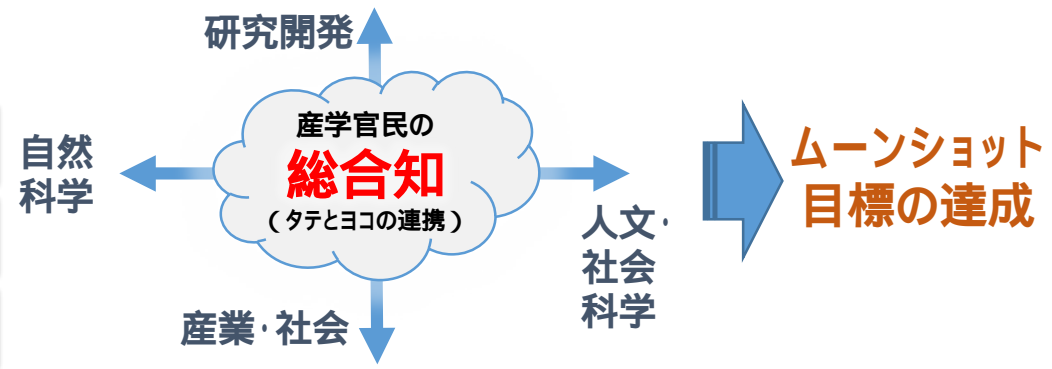 研究開発
産学官民の
総合知
（タテとヨコの連携）
自然
科学
人文・
社会
科学
産業・社会
ムーンショット
目標の達成